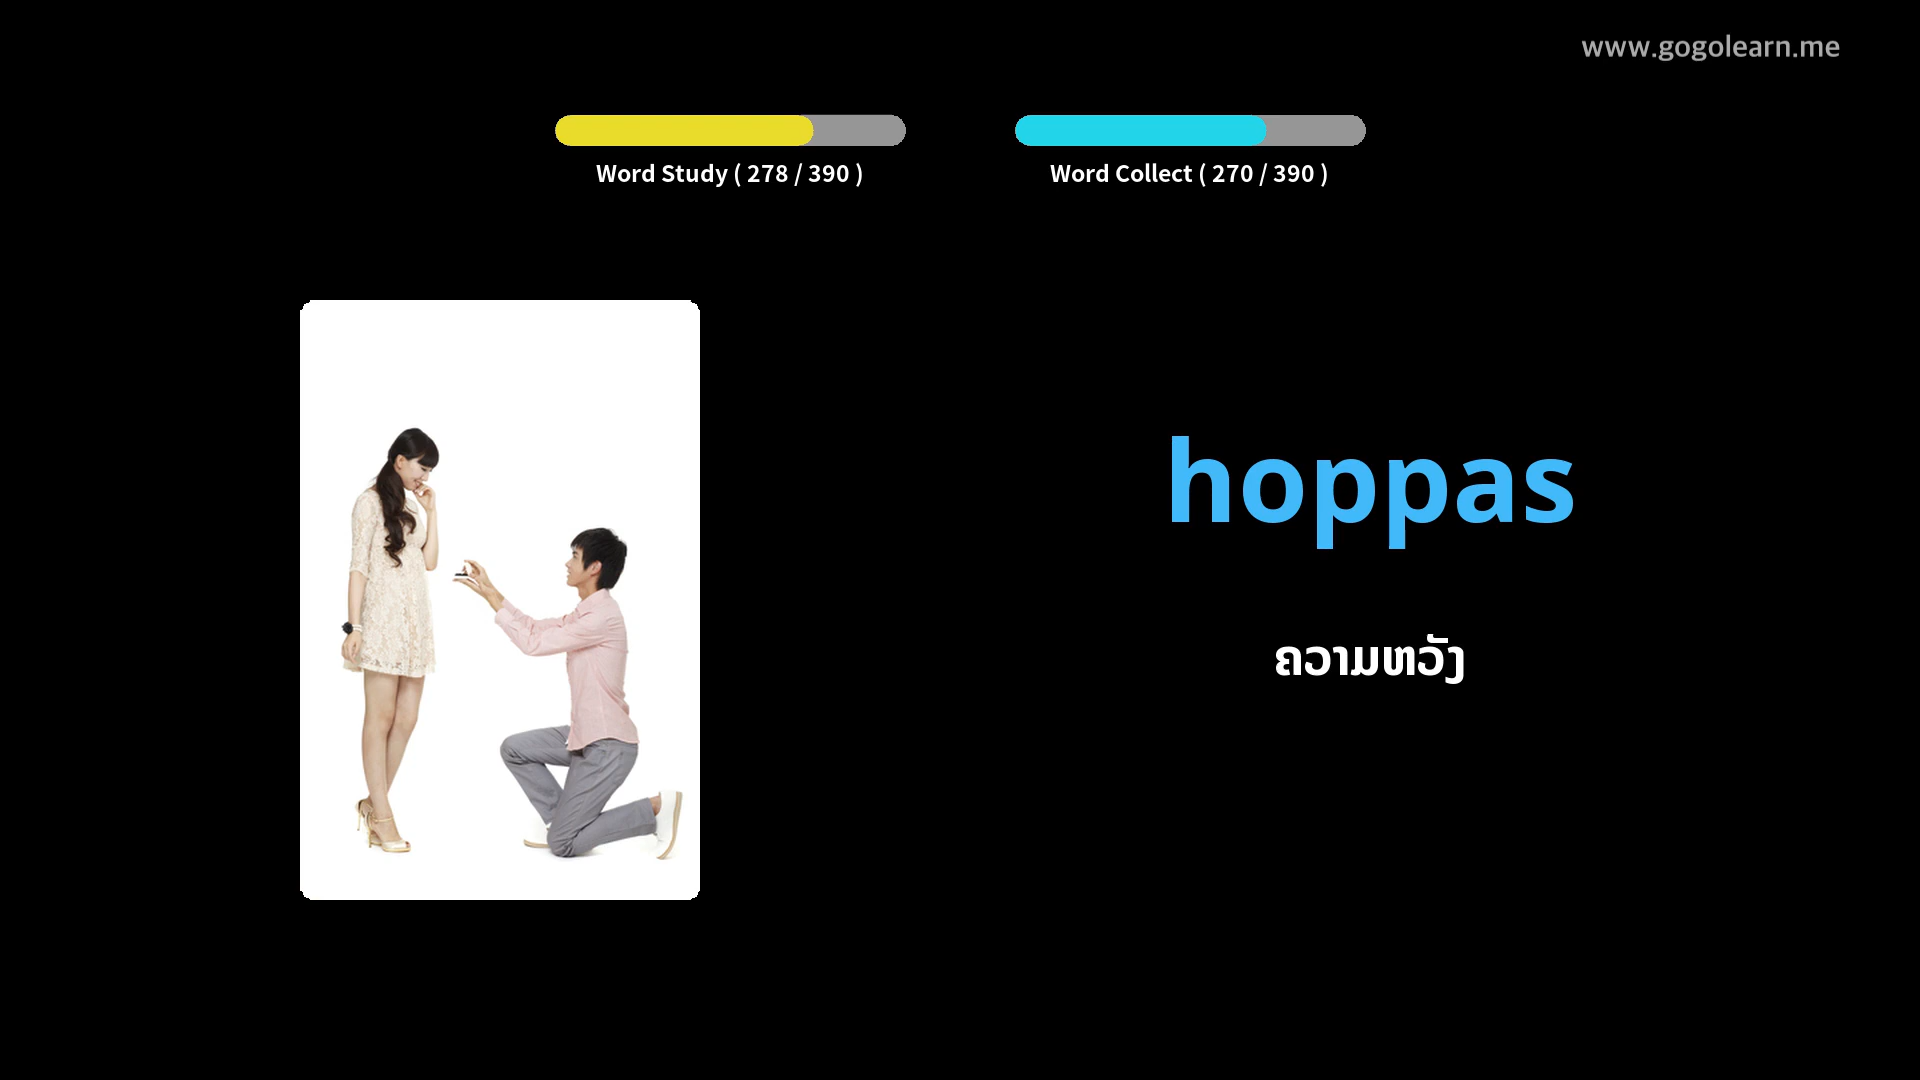 www.gogolearn.me
Word Study ( 278 / 390 )
Word Collect ( 270 / 390 )
hoppas
ຄວາມຫວັງ